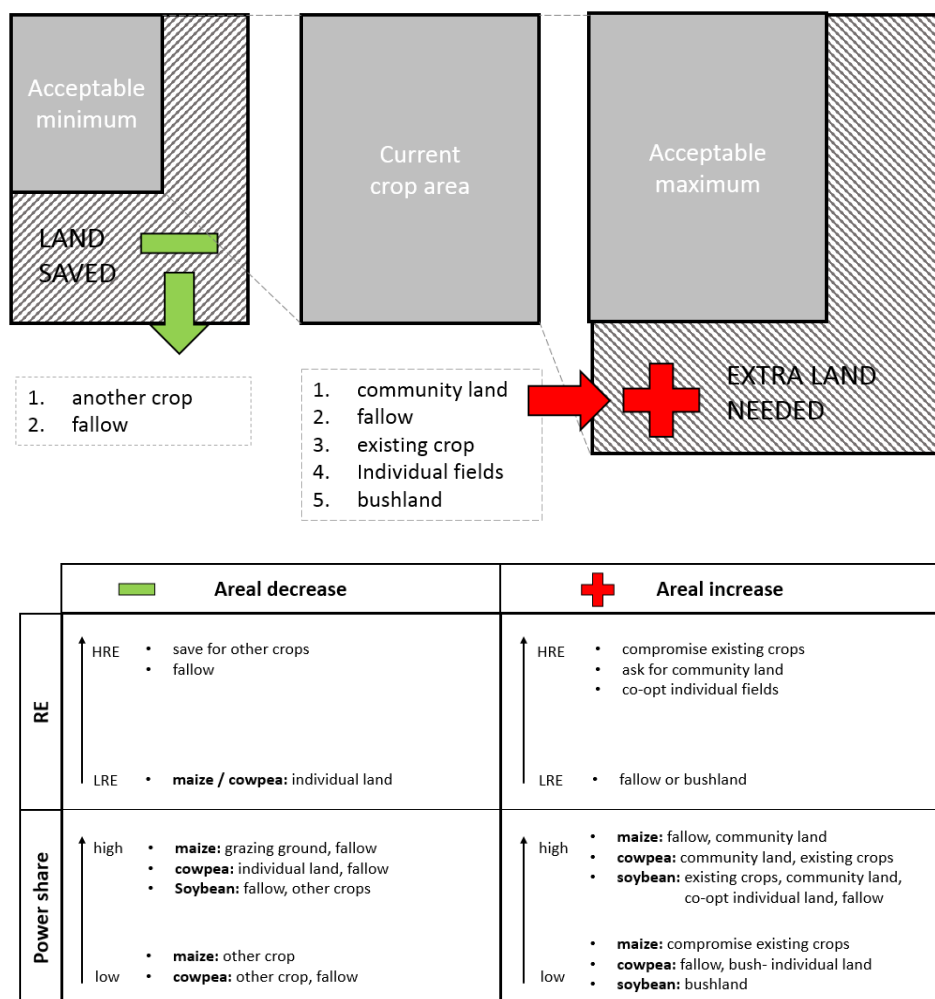 Acceptable
minimum
LAND
SAVED
Current
crop area
Acceptable
maximum
EXTRA LAND
NEEDED
1. another crop
2. fallow
1. community land
2. fallow
3. existing crop
4. Individual fields
5. bushland
Areal decrease
Areal increase
RE
HRE
• save for other crops
• fallow
LRE
• maize / cowpea: individual land
HRE
• compromise existing crops
• ask for community land
• co-opt individual fields
LRE
• fallow or bushland
Power share
high
• maize: grazing ground, fallow
• cowpea: individual land, fallow
• Soybean: fallow, other crops
low
• maize: other crop
• cowpea: other crop, fallow
high
• maize: fallow, community land
• cowpea: community land, existing crops
• soybean: existing crops, community land,
co-opt individual land, fallow
low
• maize: compromise existing crops
• cowpea: fallow, bush- individual land
• soybean: bushland